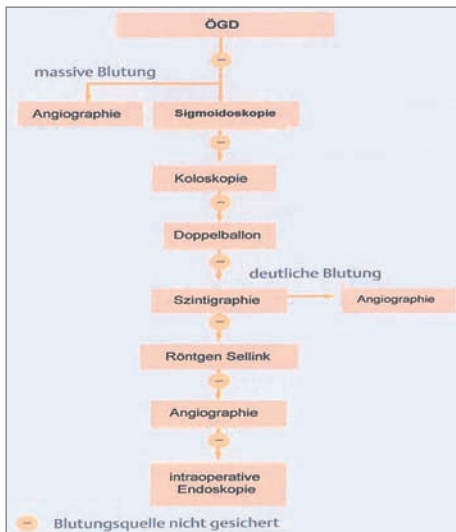 ÖGD
massive Blutung
Angiographie
Sigmoidoskopie
Koloskopie
Doppelballon
deutliche Blutung
Szintigraphie
Angiographie
Röntgen Sellink
Angiographie
intraoperative
Endoskopie
Blutungsquelle nicht gesichert